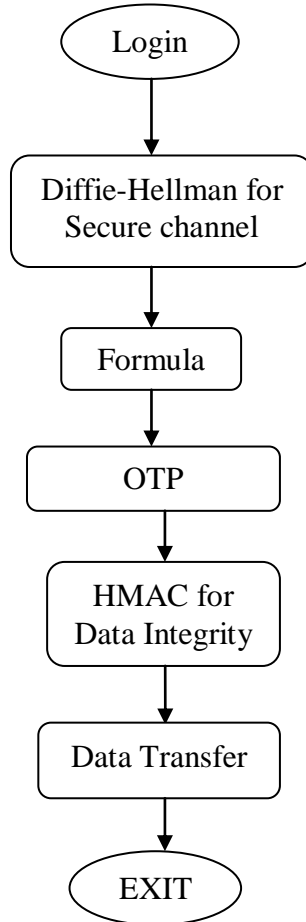 Login
Diffie-Hellman for
Secure channel
Formula
OTP
HMAC for
Data Integrity
Data Transfer
EXIT